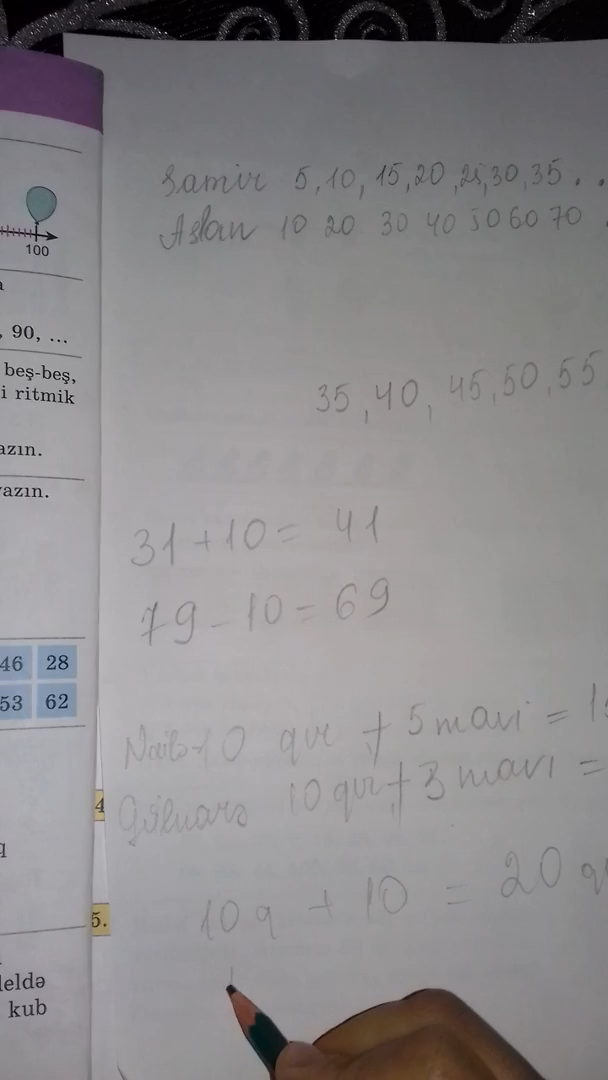 100
, 90, ...
beş-beş,
i ritmik
azın.
yazın.
46 28
53 62
4
q
5.
leldə
kub
Samir 5, 10, 15, 20, 25, 30, 35 . .
Aslan 10 20 30 40 50 60 70 .
35, 40, 45, 50, 55
31 + 10 = 41
79 - 10 = 69
Nailə 10 qır + 5 mavi = 15
Gülnarə 10 qır + 3 mavi =
10 q + 10 = 20 q